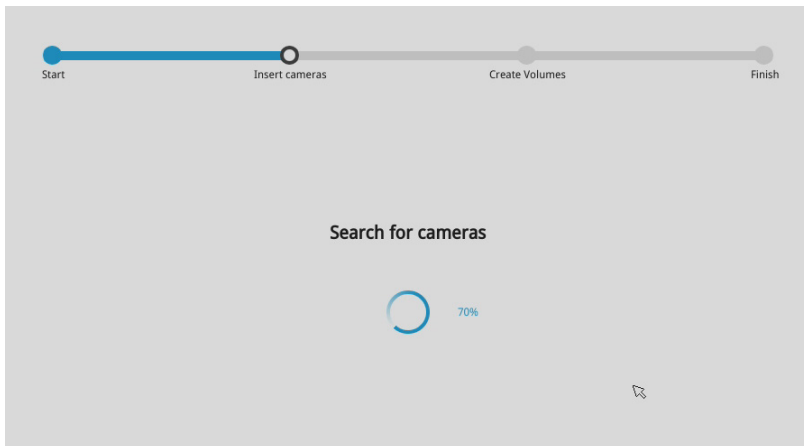 Start
Insert cameras
Create Volumes
Finish
Search for cameras
70%